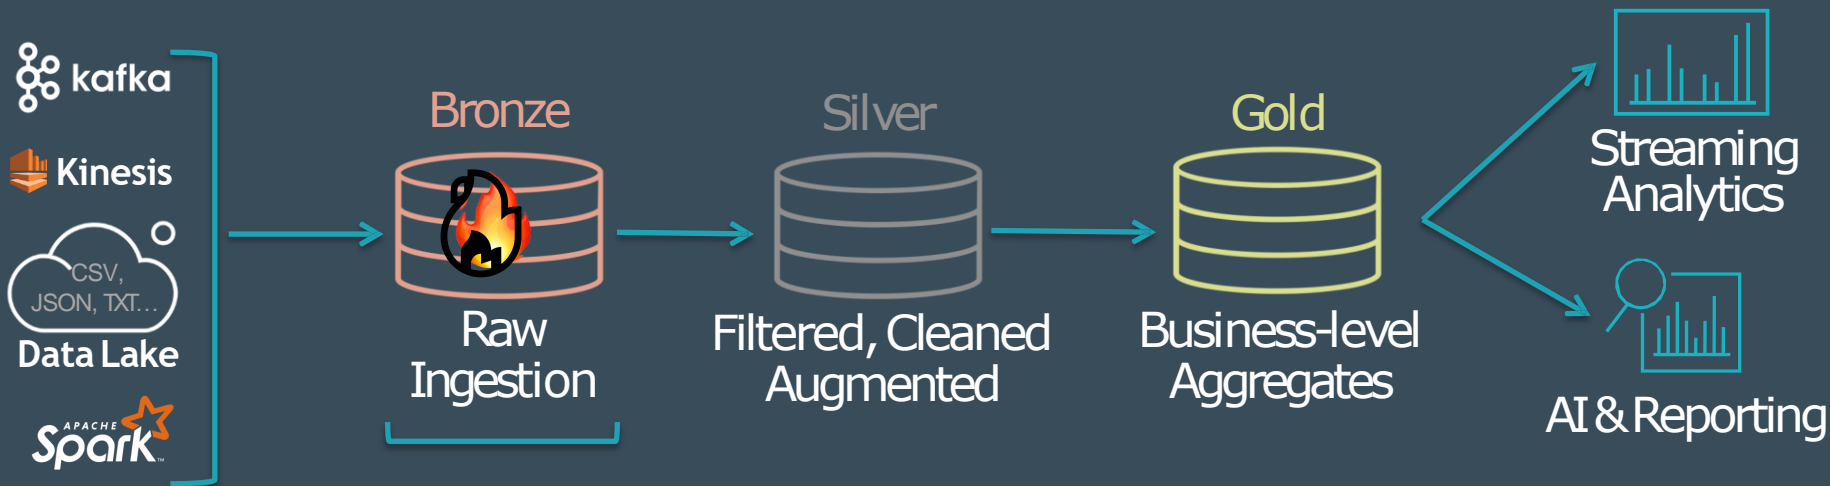 kafka
Kinesis
CSV,
JSON, TXT...
Data Lake
APACHE
Spark™
Bronze
Raw
Ingestion
Silver
Filtered, Cleaned
Augmented
Gold
Business-level
Aggregates
Streaming
Analytics
AI & Reporting